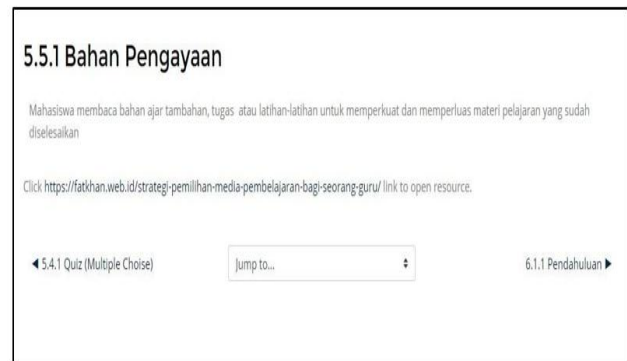 5.5.1 Bahan Pengayaan
Mahasiswa membaca bahan ajar tambahan, tugas atau latihan-latihan untuk memperkuat dan memperluas materi pelajaran yang sudah
diselesaikan
Click https://fatkhan.web.id/strategi-pemilihan-media-pembelajaran-bagi-seorang-guru/ link to open resource.
◀ 5.4.1 Quiz (Multiple Choise)
Jump to...
6.1.1 Pendahuluan ▶